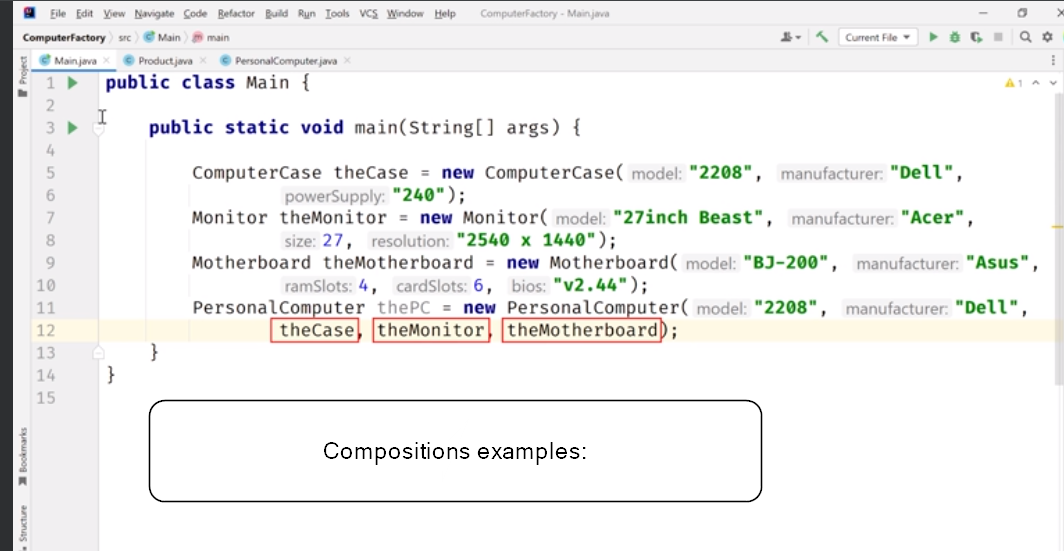 File Edit View Navigate Code Refactor Build Run Tools VCS Window Help ComputerFactory - Main.java
ComputerFactory src Main main Current File
Main.java Product.java PersonalComputer.java
Project
1 public class Main { 1
2
3 public static void main(String[] args) {
4
5 ComputerCase theCase = new ComputerCase( model: "2208", manufacturer: "Dell",
6 powerSupply: "240");
7 Monitor theMonitor = new Monitor( model: "27inch Beast", manufacturer: "Acer",
8 size: 27, resolution: "2540 x 1440");
9 Motherboard theMotherboard = new Motherboard( model: "BJ-200", manufacturer: "Asus",
10 ramSlots: 4, cardSlots: 6, bios: "v2.44");
11 PersonalComputer thePC = new PersonalComputer( model: "2208", manufacturer: "Dell",
12 theCase, theMonitor, theMotherboard);
13 }
14 }
15
Compositions examples:
Bookmarks
Structure